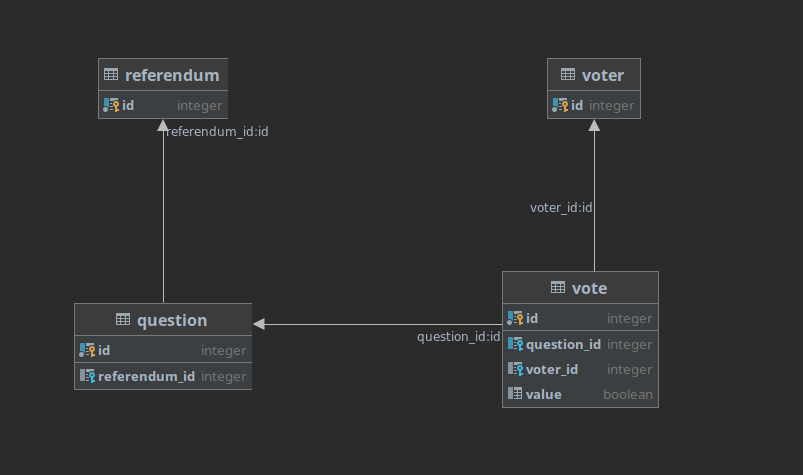 referendum
id integer
referendum_id:id
voter
id integer
voter_id:id
question
id integer
referendum_id integer
question_id:id
vote
id integer
question_id integer
voter_id integer
value boolean